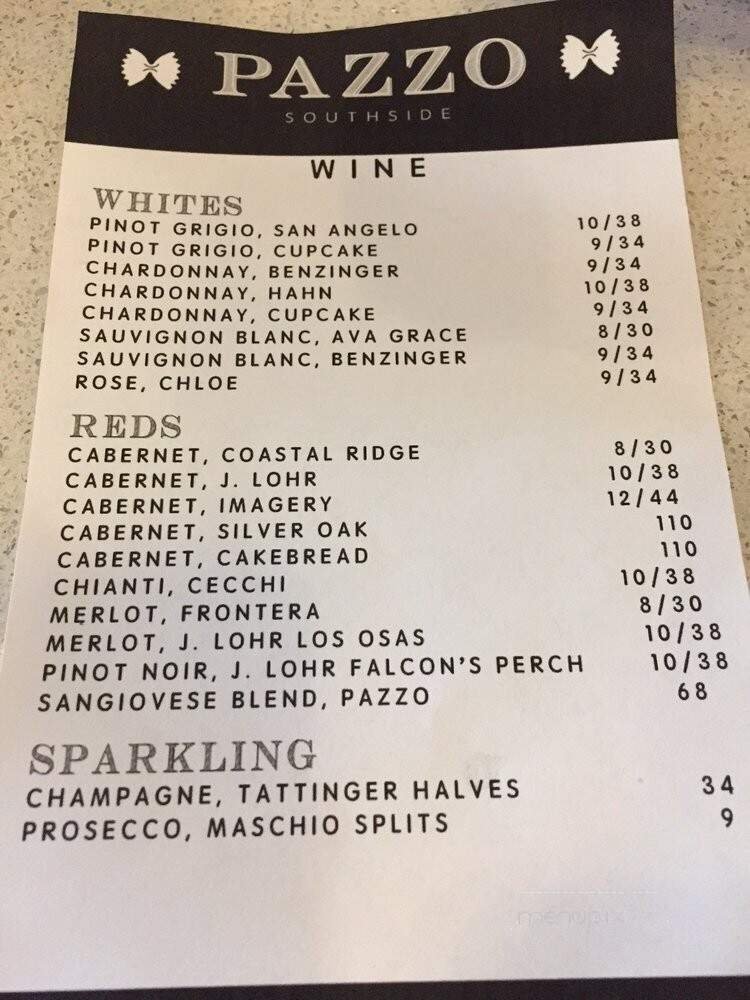 PAZZO
SOUTHSIDE
WINE
WHITES
PINOT GRIGIO, SAN ANGELO 10/38
PINOT GRIGIO, CUPCAKE 9/34
CHARDONNAY, BENZINGER 9/34
CHARDONNAY, HAHN 10/38
CHARDONNAY, CUPCAKE 9/34
SAUVIGNON BLANC, AVA GRACE 8/30
SAUVIGNON BLANC, BENZINGER 9/34
ROSE, CHLOE 9/34
REDS
CABERNET, COASTAL RIDGE 8/30
CABERNET, J. LOHR 10/38
CABERNET, IMAGERY 12/44
CABERNET, SILVER OAK 110
CABERNET, CAKEBREAD 110
CHIANTI, CECCHI 10/38
MERLOT, FRONTERA 8/30
MERLOT, J. LOHR LOS OSAS 10/38
PINOT NOIR, J. LOHR FALCON'S PERCH 10/38
SANGIOVESE BLEND, PAZZO 68
SPARKLING
CHAMPAGNE, TATTINGER HALVES 34
PROSECCO, MASCHIO SPLITS 9